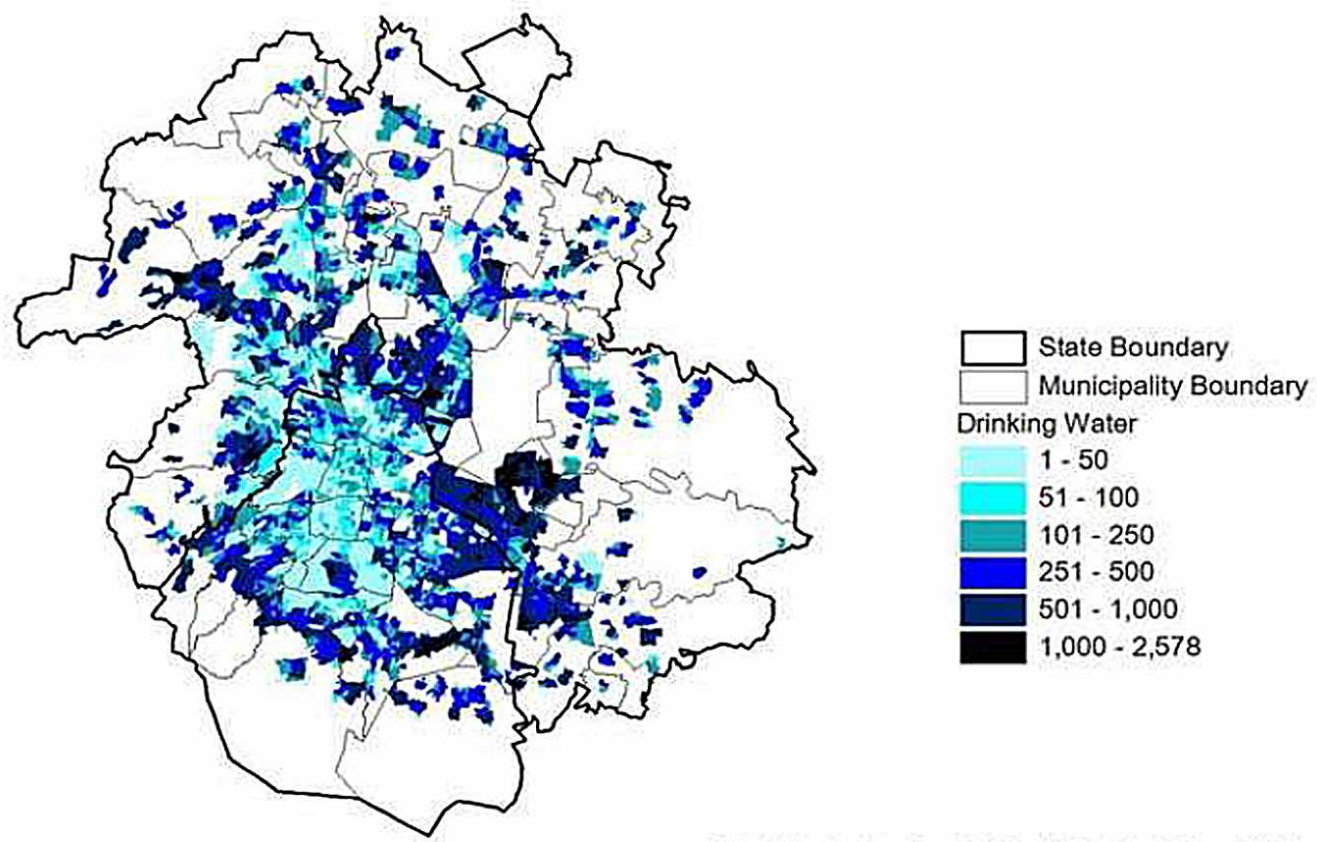 State Boundary
Municipality Boundary
Drinking Water
1 - 50
51 - 100
101 - 250
251 - 500
501 - 1,000
1,000 - 2,578